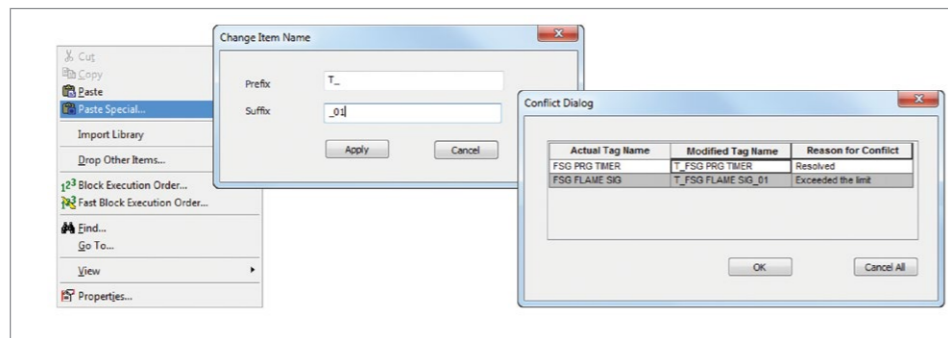 Cut
Copy
Paste
Paste Special...
Import Library
Drop Other Items...
Block Execution Order...
Fast Block Execution Order...
Find...
Go To...
View
Properties...
Change Item Name
Prefix
T_
Suffix
_01
Apply
Cancel
Conflict Dialog
Actual Tag Name Modified Tag Name Reason for Conflict
FSG PRG TIMER T_FSG PRG TIMER Resolved
FSG FLAME SIG T_FSG FLAME SIG_01 Exceeded the limit
OK
Cancel All